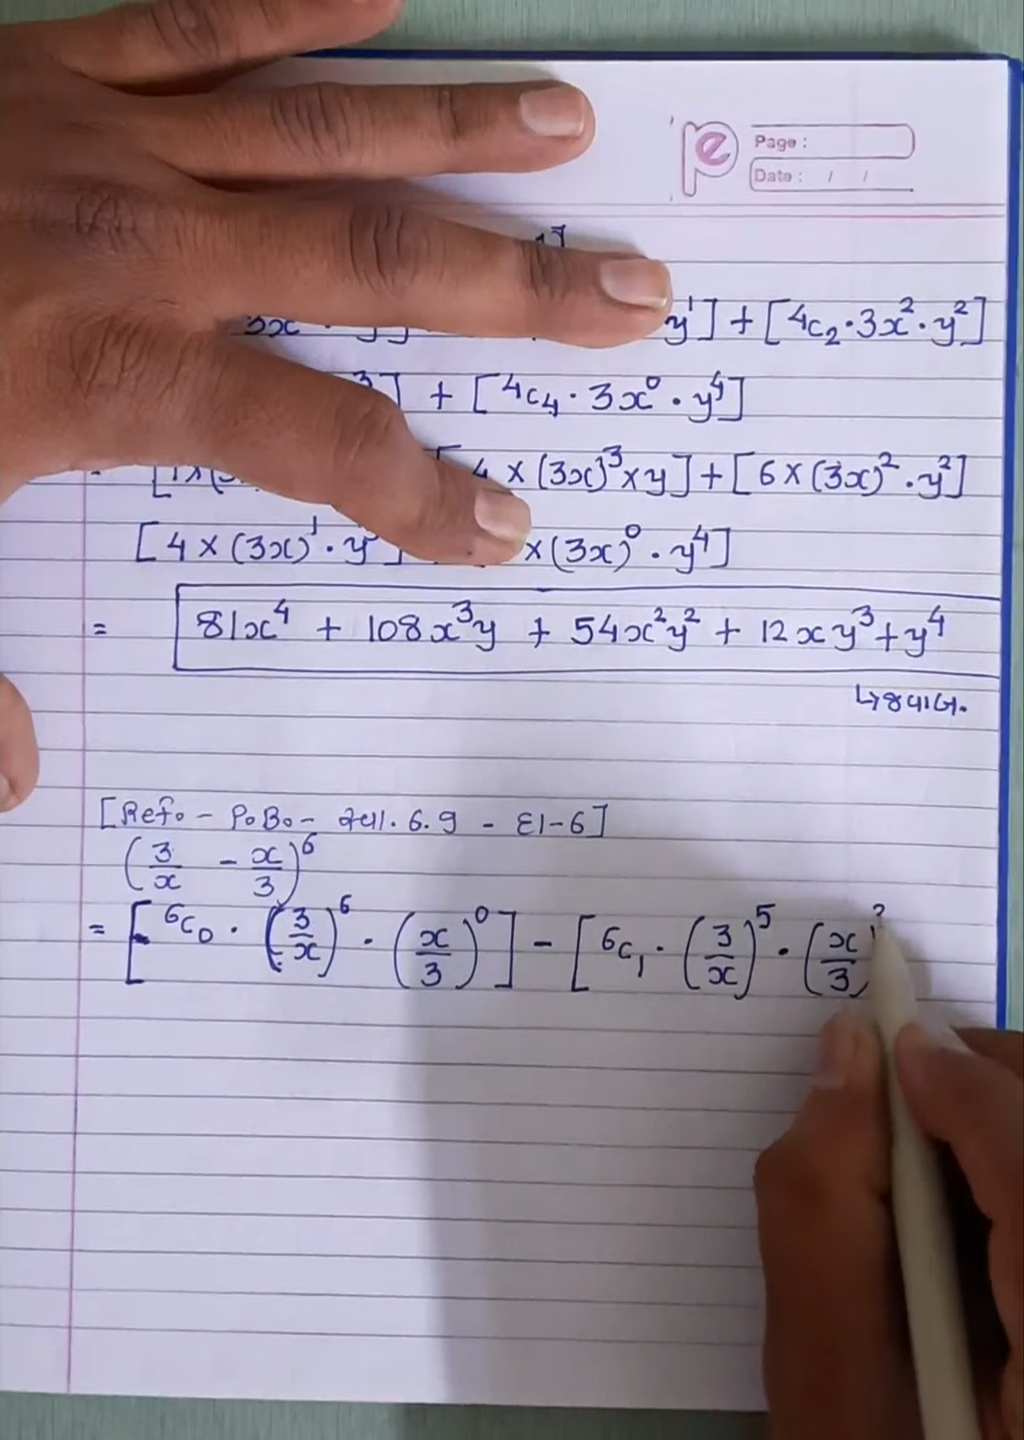 Page :
Date : / /
y¹] + [4c₂·3x²·y²]
+ [⁴c₄ · 3x⁰ · y⁴]
4 × (3x)³×y] + [6×(3x)²·y²]
[4 × (3x)¹ · y ×(3x)⁰ · y⁴]
= 81x⁴ + 108x³y + 54x²y² + 12xy³+y⁴
↳જવાબ.
[Ref. - P.B. - સ્વા. 6.9 - દા-6]
(3/x - x/3)⁶
= [⁶C₀ · (3/x)⁶ · (x/3)⁰] - [⁶C₁ · (3/x)⁵ · (x/3)